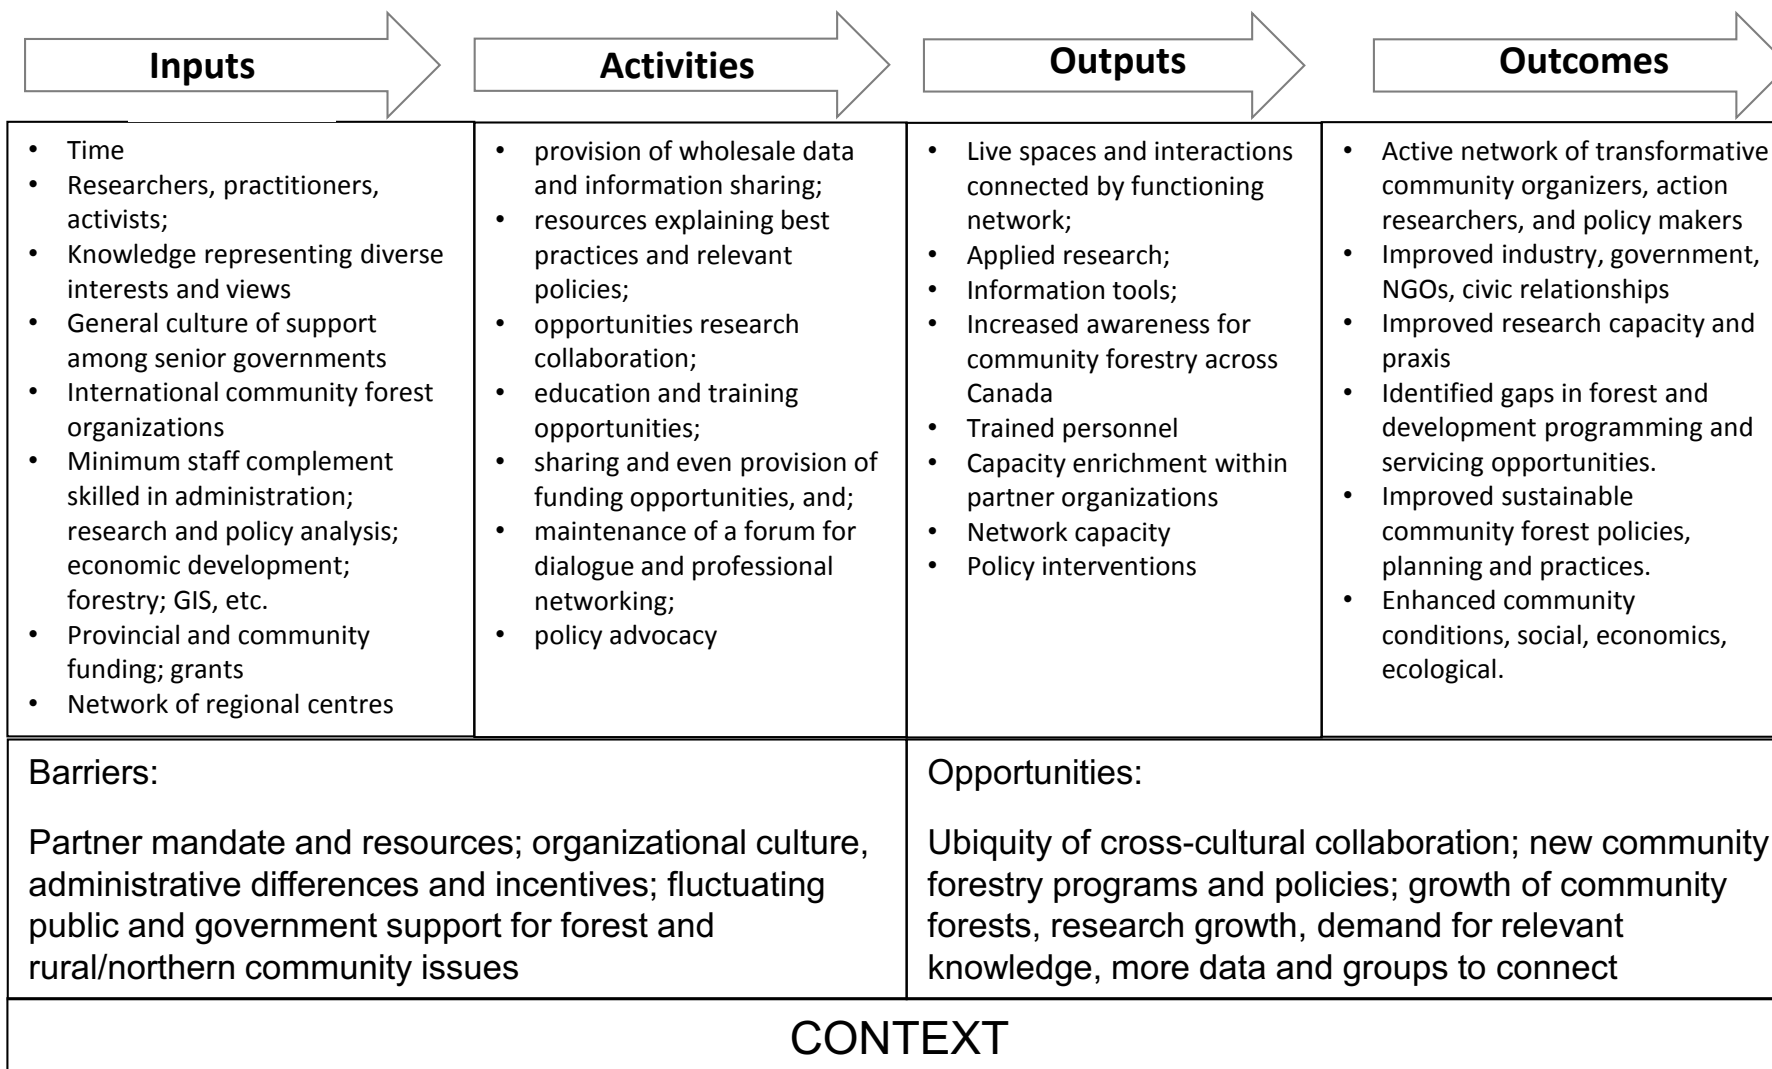 Inputs
Activities
Outputs
Outcomes
• Time
• Researchers, practitioners,
activists;
• Knowledge representing diverse
interests and views
• General culture of support
among senior governments
• International community forest
organizations
• Minimum staff complement
skilled in administration;
research and policy analysis;
economic development;
forestry; GIS, etc.
• Provincial and community
funding; grants
• Network of regional centres
• provision of wholesale data
and information sharing;
• resources explaining best
practices and relevant
policies;
• opportunities research
collaboration;
• education and training
opportunities;
• sharing and even provision of
funding opportunities, and;
• maintenance of a forum for
dialogue and professional
networking;
• policy advocacy
• Live spaces and interactions
connected by functioning
network;
• Applied research;
• Information tools;
• Increased awareness for
community forestry across
Canada
• Trained personnel
• Capacity enrichment within
partner organizations
• Network capacity
• Policy interventions
• Active network of transformative
community organizers, action
researchers, and policy makers
• Improved industry, government,
NGOs, civic relationships
• Improved research capacity and
praxis
• Identified gaps in forest and
development programming and
servicing opportunities.
• Improved sustainable
community forest policies,
planning and practices.
• Enhanced community
conditions, social, economics,
ecological.
Barriers:
Partner mandate and resources; organizational culture,
administrative differences and incentives; fluctuating
public and government support for forest and
rural/northern community issues
Opportunities:
Ubiquity of cross-cultural collaboration; new community
forestry programs and policies; growth of community
forests, research growth, demand for relevant
knowledge, more data and groups to connect
CONTEXT